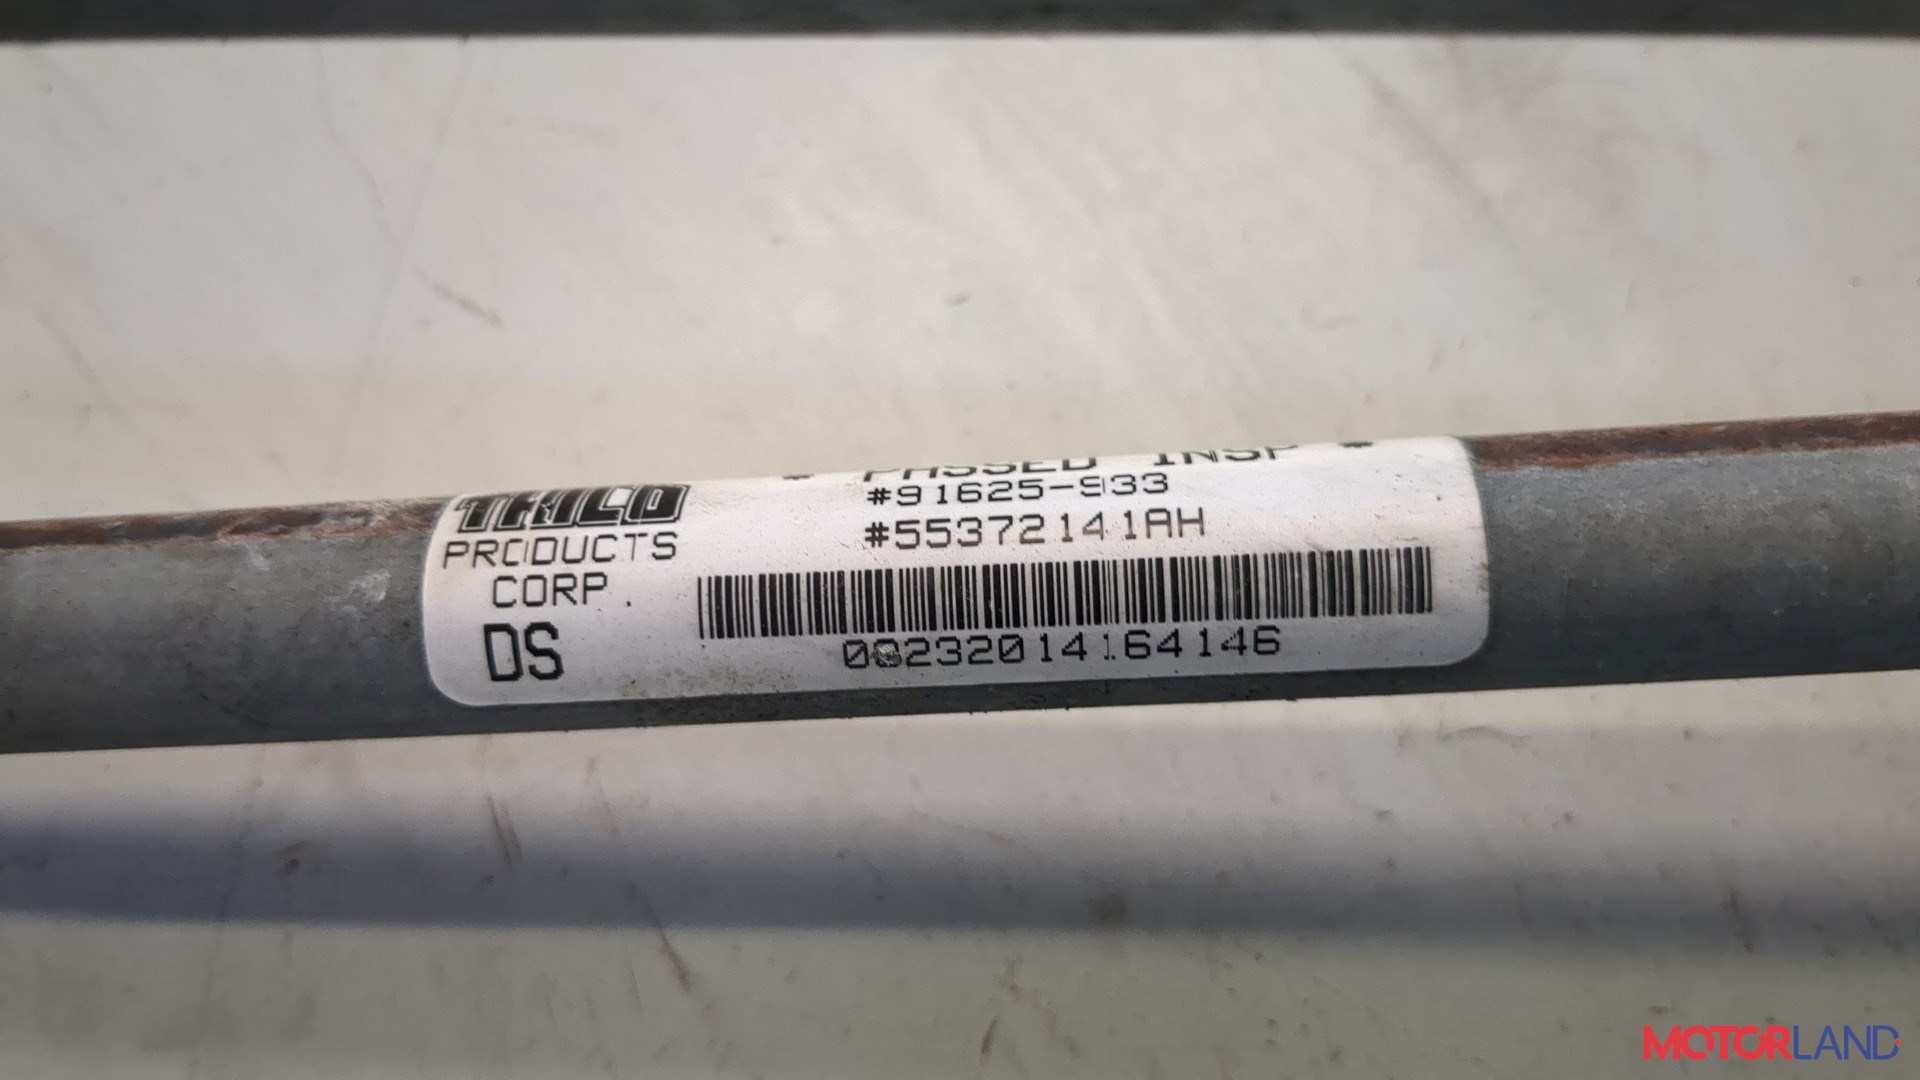 * PASSED INSP *
TRICO
PRODUCTS
CORP.
DS
#91625-933
#55372141AH
00232014164146
MOTORLAND